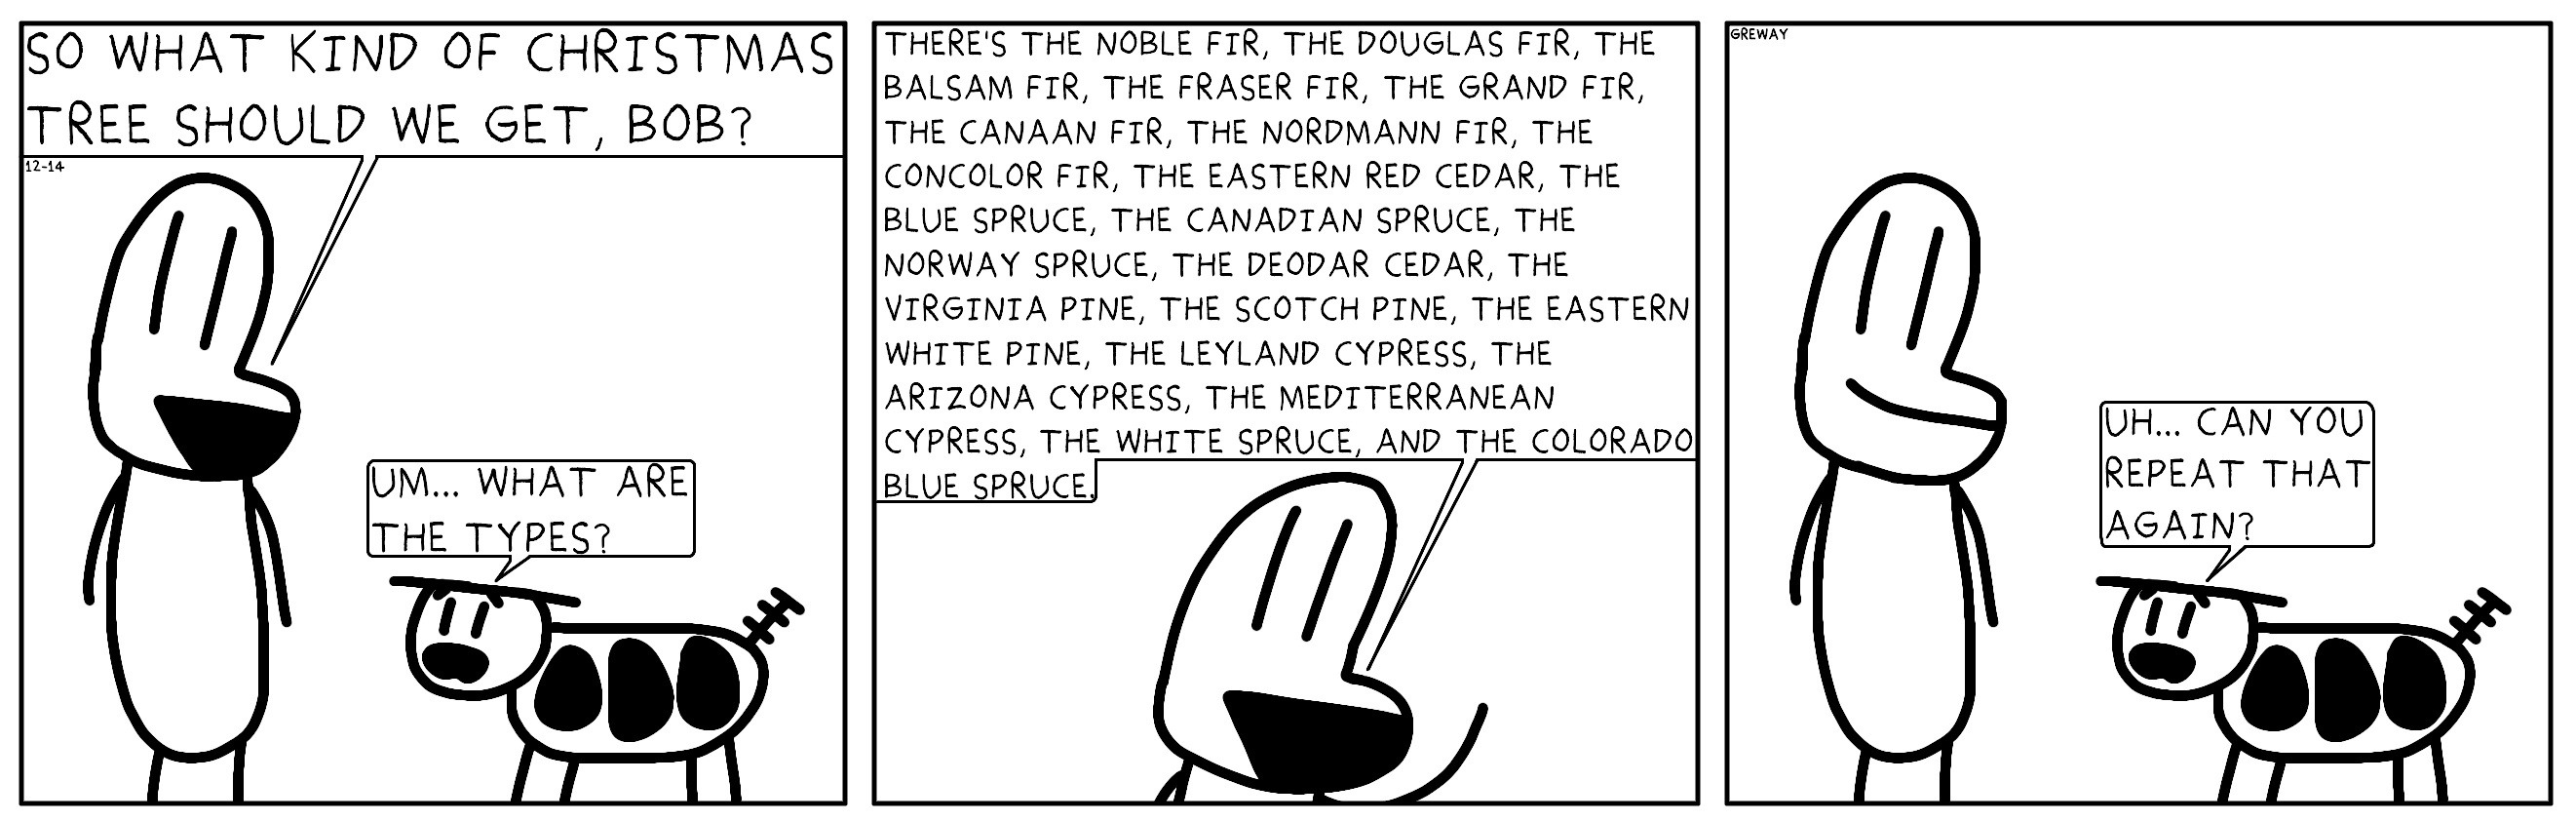 SO WHAT KIND OF CHRISTMAS
TREE SHOULD WE GET, BOB?
12-14
UM... WHAT ARE
THE TYPES?
THERE'S THE NOBLE FIR, THE DOUGLAS FIR, THE
BALSAM FIR, THE FRASER FIR, THE GRAND FIR,
THE CANAAN FIR, THE NORDMANN FIR, THE
CONCOLOR FIR, THE EASTERN RED CEDAR, THE
BLUE SPRUCE, THE CANADIAN SPRUCE, THE
NORWAY SPRUCE, THE DEODAR CEDAR, THE
VIRGINIA PINE, THE SCOTCH PINE, THE EASTERN
WHITE PINE, THE LEYLAND CYPRESS, THE
ARIZONA CYPRESS, THE MEDITERRANEAN
CYPRESS, THE WHITE SPRUCE, AND THE COLORADO
BLUE SPRUCE.
GREWAY
UH... CAN YOU
REPEAT THAT
AGAIN?